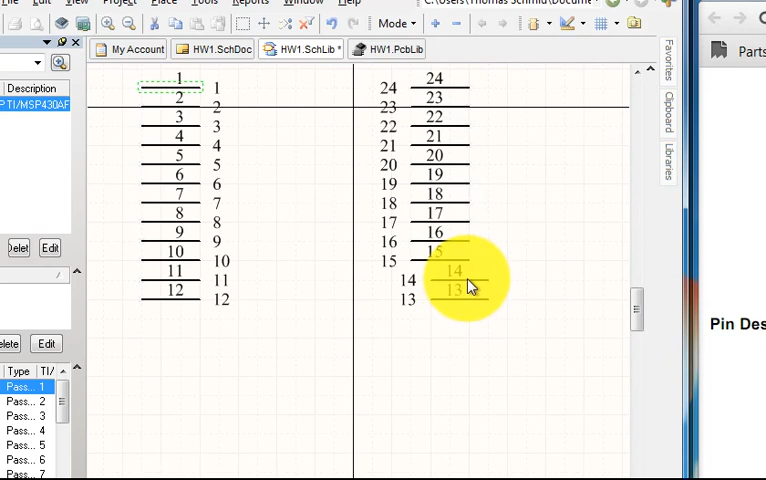 File Edit View Project Place Tools Reports Window Help C:\Users\Thomas Schmid\Docume
Mode
My Account HW1.SchDoc HW1.SchLib * HW1.PcbLib
Description
TI/MSP430AF
Edit
Edit
Type TI/
Pass... 1
Pass... 2
Pass... 3
Pass... 4
Pass... 5
Pass... 6
Pass... 7
1 1
2 2
3 3
4 4
5 5
6 6
7 7
8 8
9 9
10 10
11 11
12 12
24 24
23 23
22 22
21 21
20 20
19 19
18 18
17 17
16 16
15 15
14 14
13 13
Favorites
Clipboard
Libraries
Parts
Pin Des